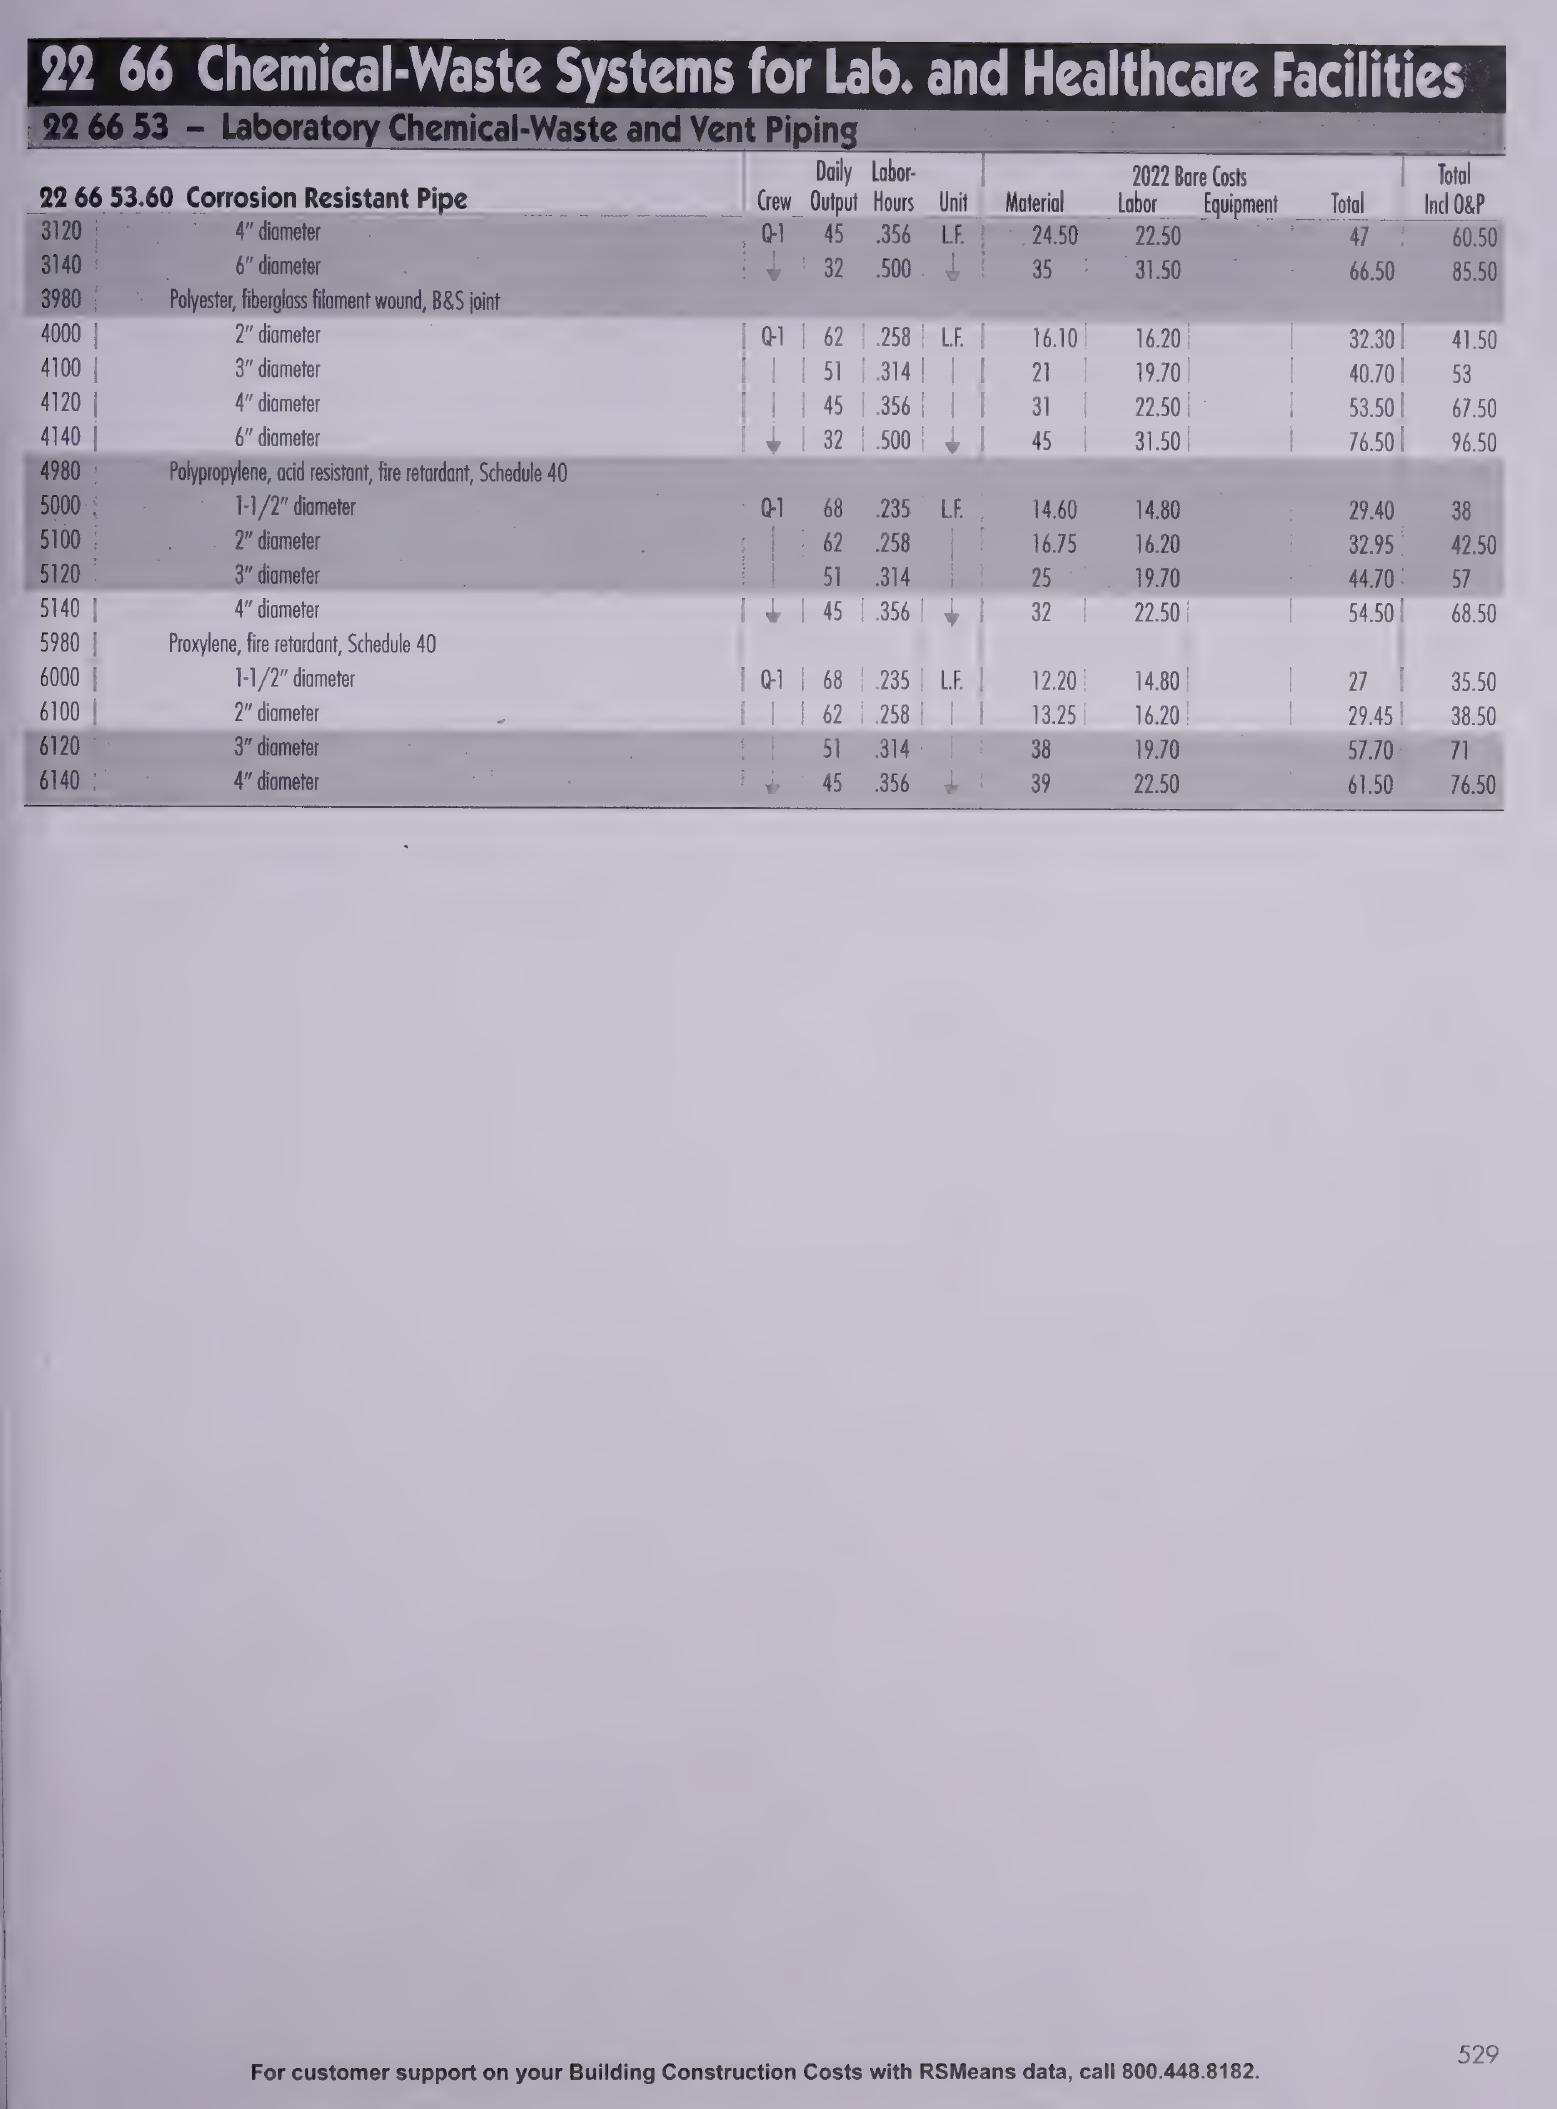 22 66 Chemical-Waste Systems for Lab. and Healthcare Facilities
22 66 53 – Laboratory Chemical-Waste and Vent Piping
Daily Labor- 2022 Bare Costs Total
22 66 53.60 Corrosion Resistant Pipe Crew Output Hours Unit Material Labor Equipment Total Incl O&P
3120 4" diameter Q-1 45 .356 L.F. 24.50 22.50 47 60.50
3140 6" diameter 32 .500 35 31.50 66.50 85.50
3980 Polyester, fiberglass filament wound, B&S joint
4000 2" diameter Q-1 62 .258 L.F. 16.10 16.20 32.30 41.50
4100 3" diameter 51 .314 21 19.70 40.70 53
4120 4" diameter 45 .356 31 22.50 53.50 67.50
4140 6" diameter 32 .500 45 31.50 76.50 96.50
4980 Polypropylene, acid resistant, fire retardant, Schedule 40
5000 1-1/2" diameter Q-1 68 .235 L.F. 14.60 14.80 29.40 38
5100 2" diameter 62 .258 16.75 16.20 32.95 42.50
5120 3" diameter 51 .314 25 19.70 44.70 57
5140 4" diameter 45 .356 32 22.50 54.50 68.50
5980 Proxylene, fire retardant, Schedule 40
6000 1-1/2" diameter Q-1 68 .235 L.F. 12.20 14.80 27 35.50
6100 2" diameter 62 .258 13.25 16.20 29.45 38.50
6120 3" diameter 51 .314 38 19.70 57.70 71
6140 4" diameter 45 .356 39 22.50 61.50 76.50
529
For customer support on your Building Construction Costs with RSMeans data, call 800.448.8182.